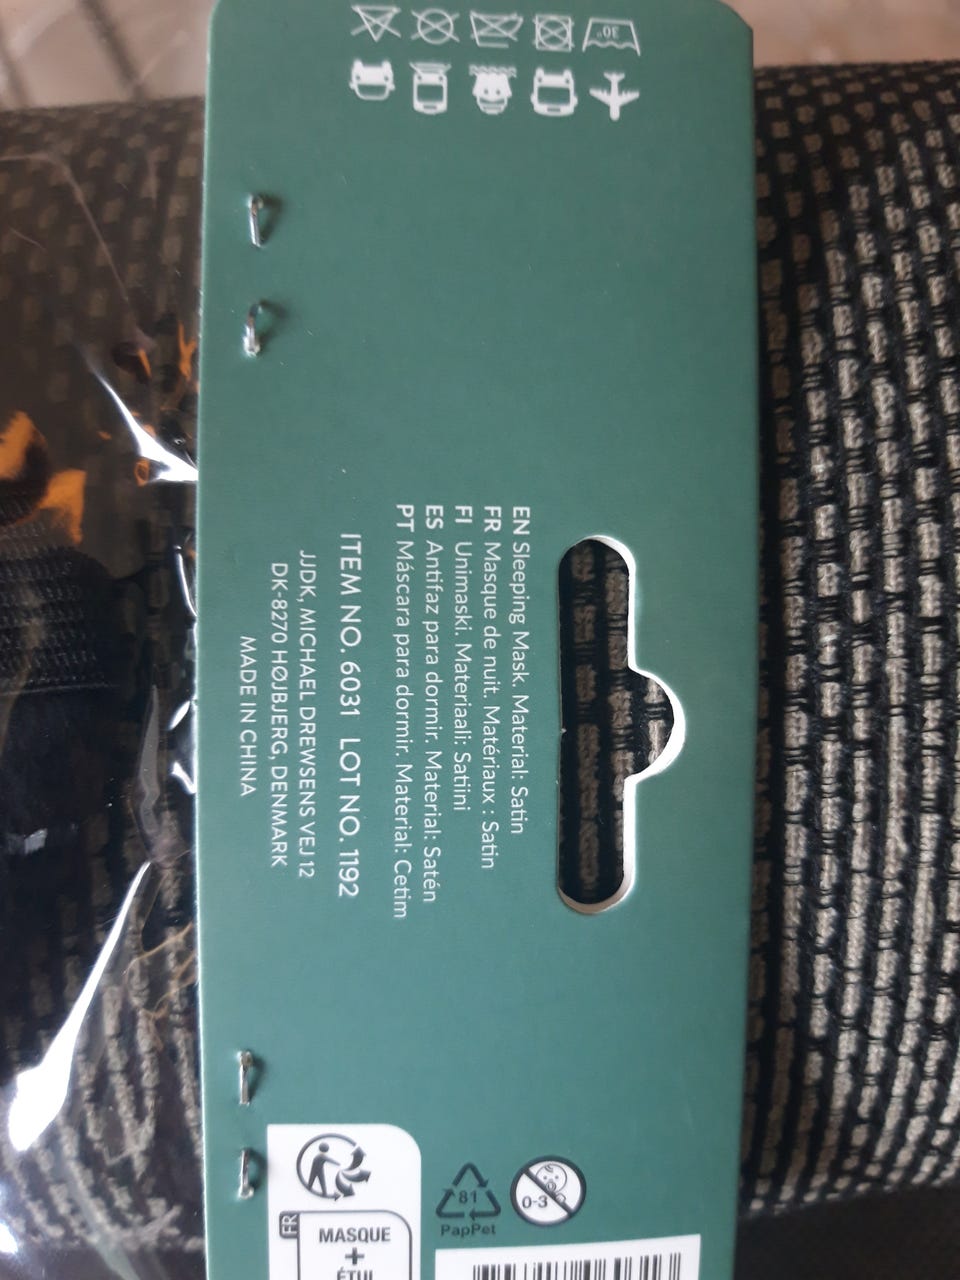 30°
EN Sleeping Mask. Material: Satin
FR Masque de nuit. Matériaux : Satin
FI Unimaski. Materiaali: Satiini
ES Antifaz para dormir. Material: Satén
PT Máscara para dormir. Material: Cetim
ITEM NO. 6031 LOT NO. 1192
JJDK, MICHAEL DREWSENS VEJ 12
DK-8270 HØJBJERG, DENMARK
MADE IN CHINA
0-3
81
PapPet
FR
MASQUE
+
ÉTUI